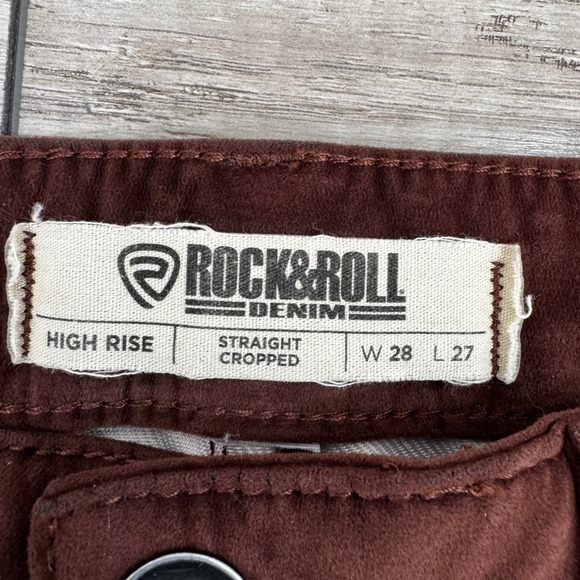 ROCK&ROLL
DENIM
HIGH RISE
STRAIGHT
CROPPED
W 28 L 27